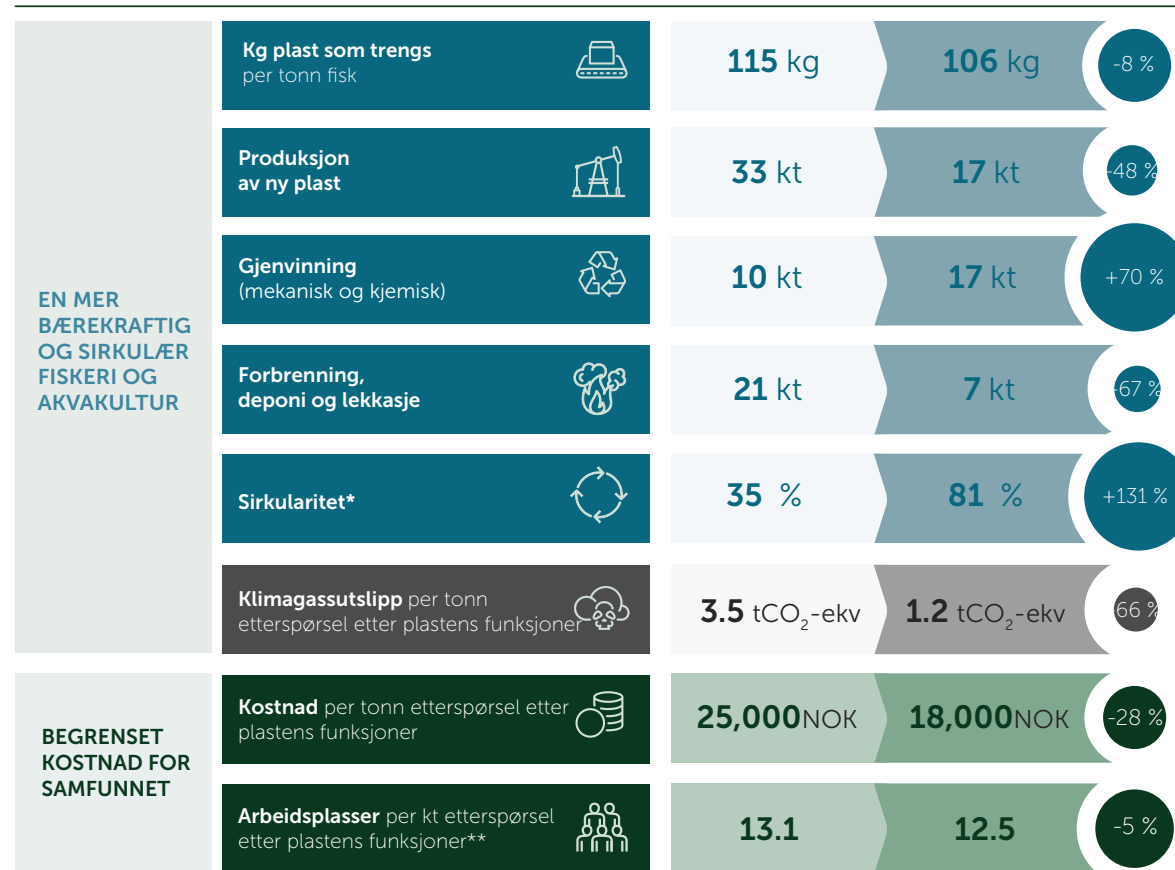 Kg plast som trengs
per tonn fisk
115 kg
106 kg
-8 %
Produksjon
av ny plast
33 kt
17 kt
-48 %
EN MER
BÆREKRAFTIG
OG SIRKULÆR
FISKERI OG
AKVAKULTUR
Gjenvinning
(mekanisk og kjemisk)
10 kt
17 kt
+70 %
Forbrenning,
deponi og lekkasje
21 kt
7 kt
-67 %
Sirkularitet*
35 %
81 %
+131 %
Klimagassutslipp per tonn
etterspørsel etter plastens funksjoner
3.5 tCO₂-ekv
1.2 tCO₂-ekv
-66 %
BEGRENSET
KOSTNAD FOR
SAMFUNNET
Kostnad per tonn etterspørsel etter
plastens funksjoner
25,000NOK
18,000NOK
-28 %
Arbeidsplasser per kt etterspørsel
etter plastens funksjoner**
13.1
12.5
-5 %